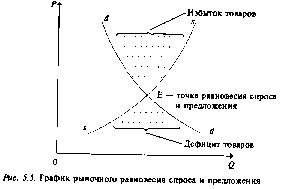 P
d
Избыток товаров
s
E — точка равновесия спроса
и предложения
s
d
Дефицит товаров
0
Q
Рис. 5.5. График рыночного равновесия спроса и предложения